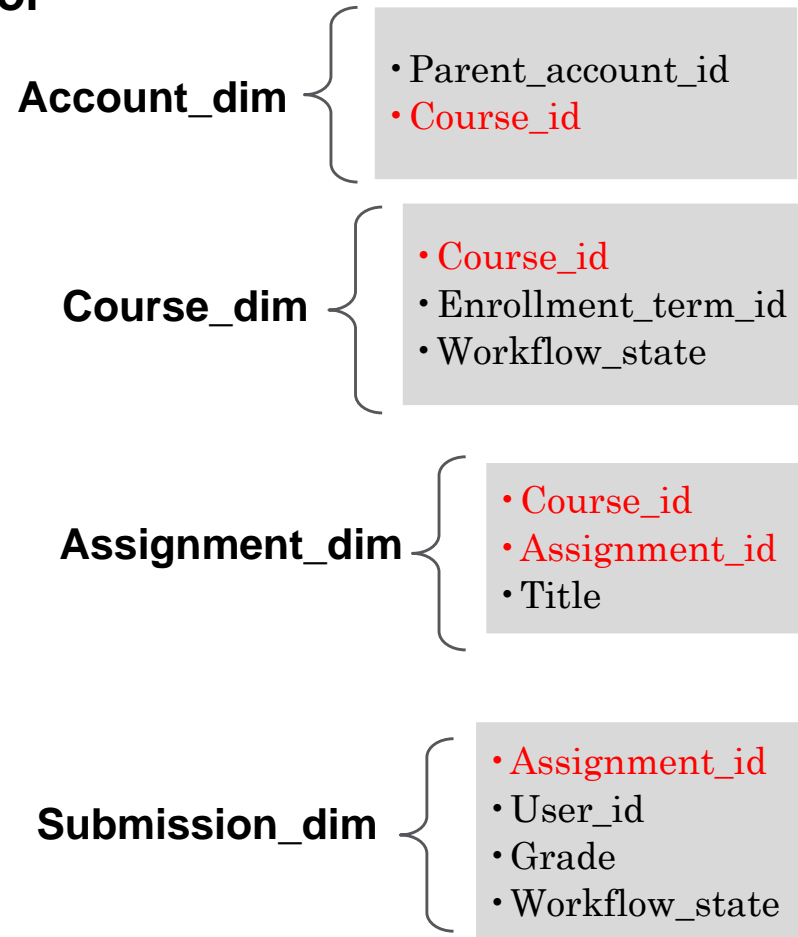 Account_dim
• Parent_account_id
• Course_id
Course_dim
• Course_id
• Enrollment_term_id
• Workflow_state
Assignment_dim
• Course_id
• Assignment_id
• Title
Submission_dim
• Assignment_id
• User_id
• Grade
• Workflow_state